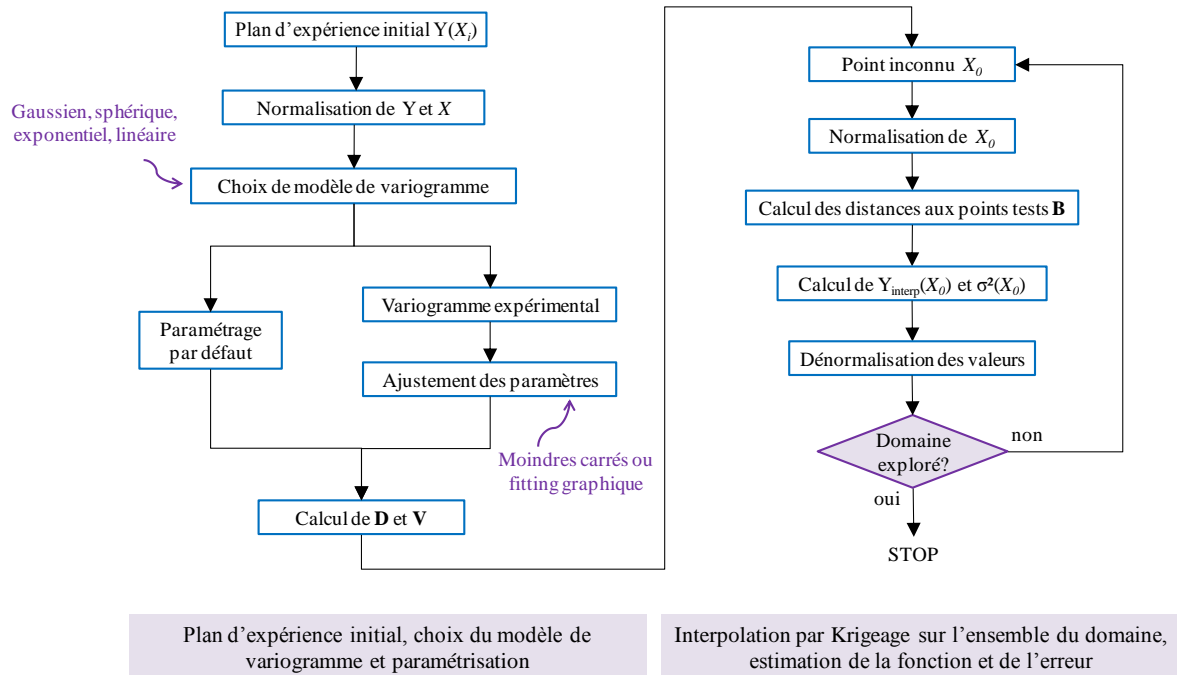 Plan d'expérience initial Y(Xi)
Normalisation de Y et X
Gaussien, sphérique,
exponentiel, linéaire
Choix de modèle de variogramme
Paramétrage
par défaut
Variogramme expérimental
Ajustement des paramètres
Moindres carrés ou
fitting graphique
Calcul de D et V
Plan d'expérience initial, choix du modèle de
variogramme et paramétrisation
Point inconnu X0
Normalisation de X0
Calcul des distances aux points tests B
Calcul de Yinterp(X0) et σ²(X0)
Dénormalisation des valeurs
Domaine
exploré?
non
oui
STOP
Interpolation par Krigeage sur l'ensemble du domaine,
estimation de la fonction et de l'erreur